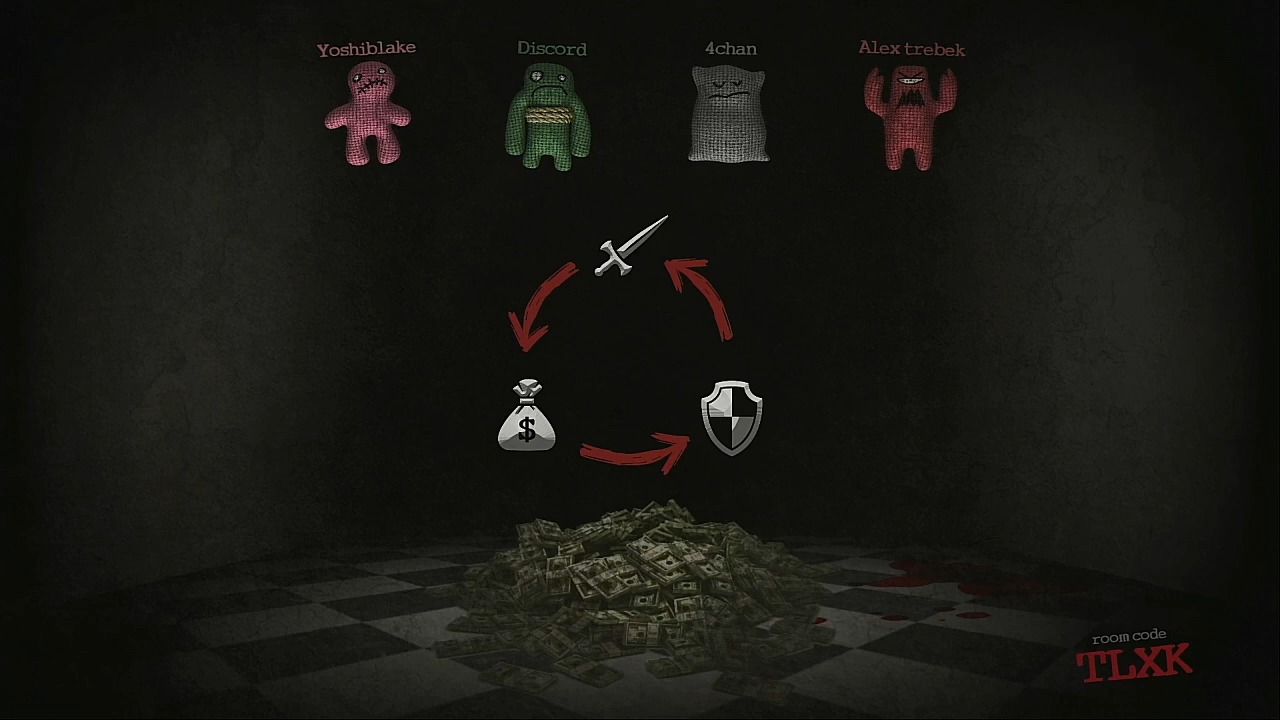 Yoshiblake
Discord
4chan
Alex trebek
$
room code
TLXK